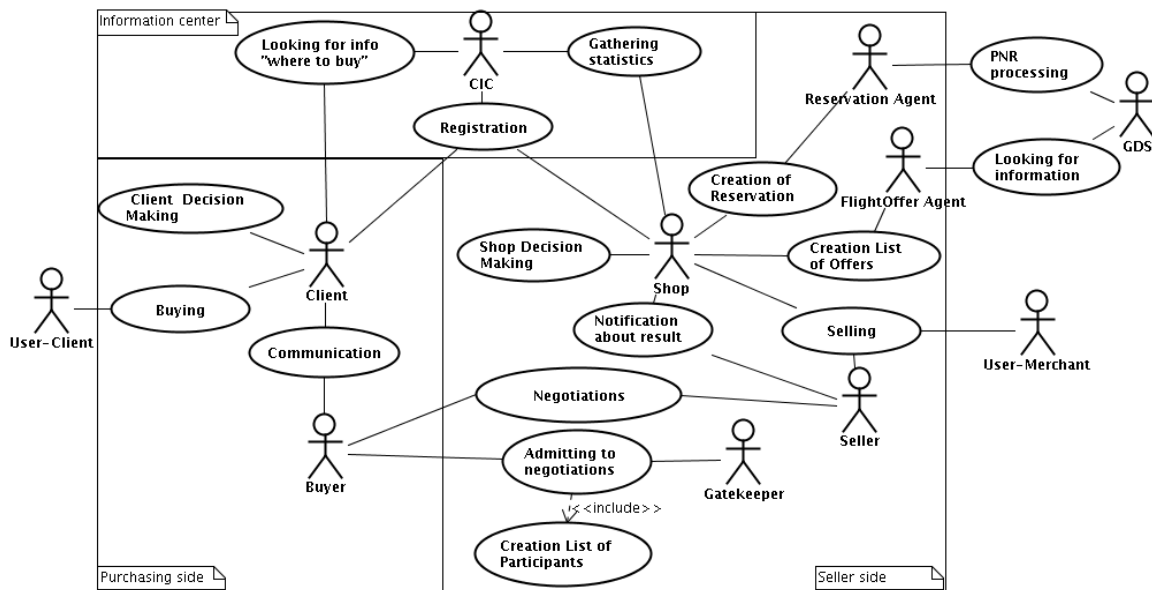 Information center
Looking for info
"where to buy"
CIC
Gathering
statistics
Registration
Reservation Agent
PNR
processing
GDS
Looking for
information
FlightOffer Agent
Creation of
Reservation
Client Decision
Making
Client
Shop Decision
Making
Shop
Creation List
of Offers
User-Client
Buying
Notification
about result
Selling
User-Merchant
Communication
Negotiations
Seller
Buyer
Admitting to
negotiations
Gatekeeper
< <include> >
Creation List of
Participants
Purchasing side
Seller side